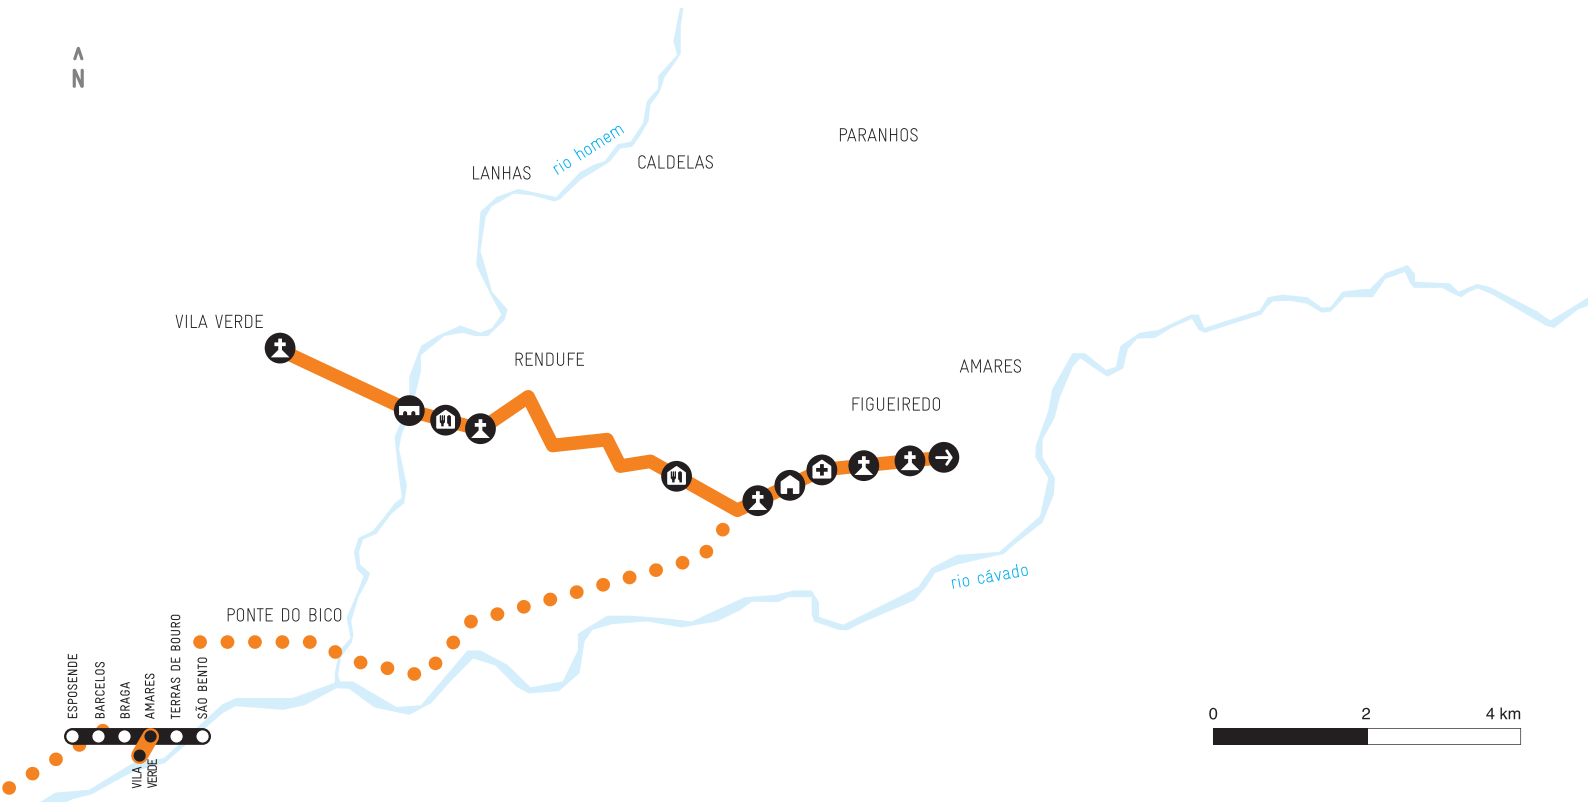 N
PARANHOS
rio homem
CALDELAS
LANHAS
VILA VERDE
RENDUFE
AMARES
FIGUEIREDO
rio cávado
PONTE DO BICO
ESPOSENDE
BARCELOS
BRAGA
AMARES
TERRAS DE BOURO
SÃO BENTO
VILA
VERDE
0 2 4 km